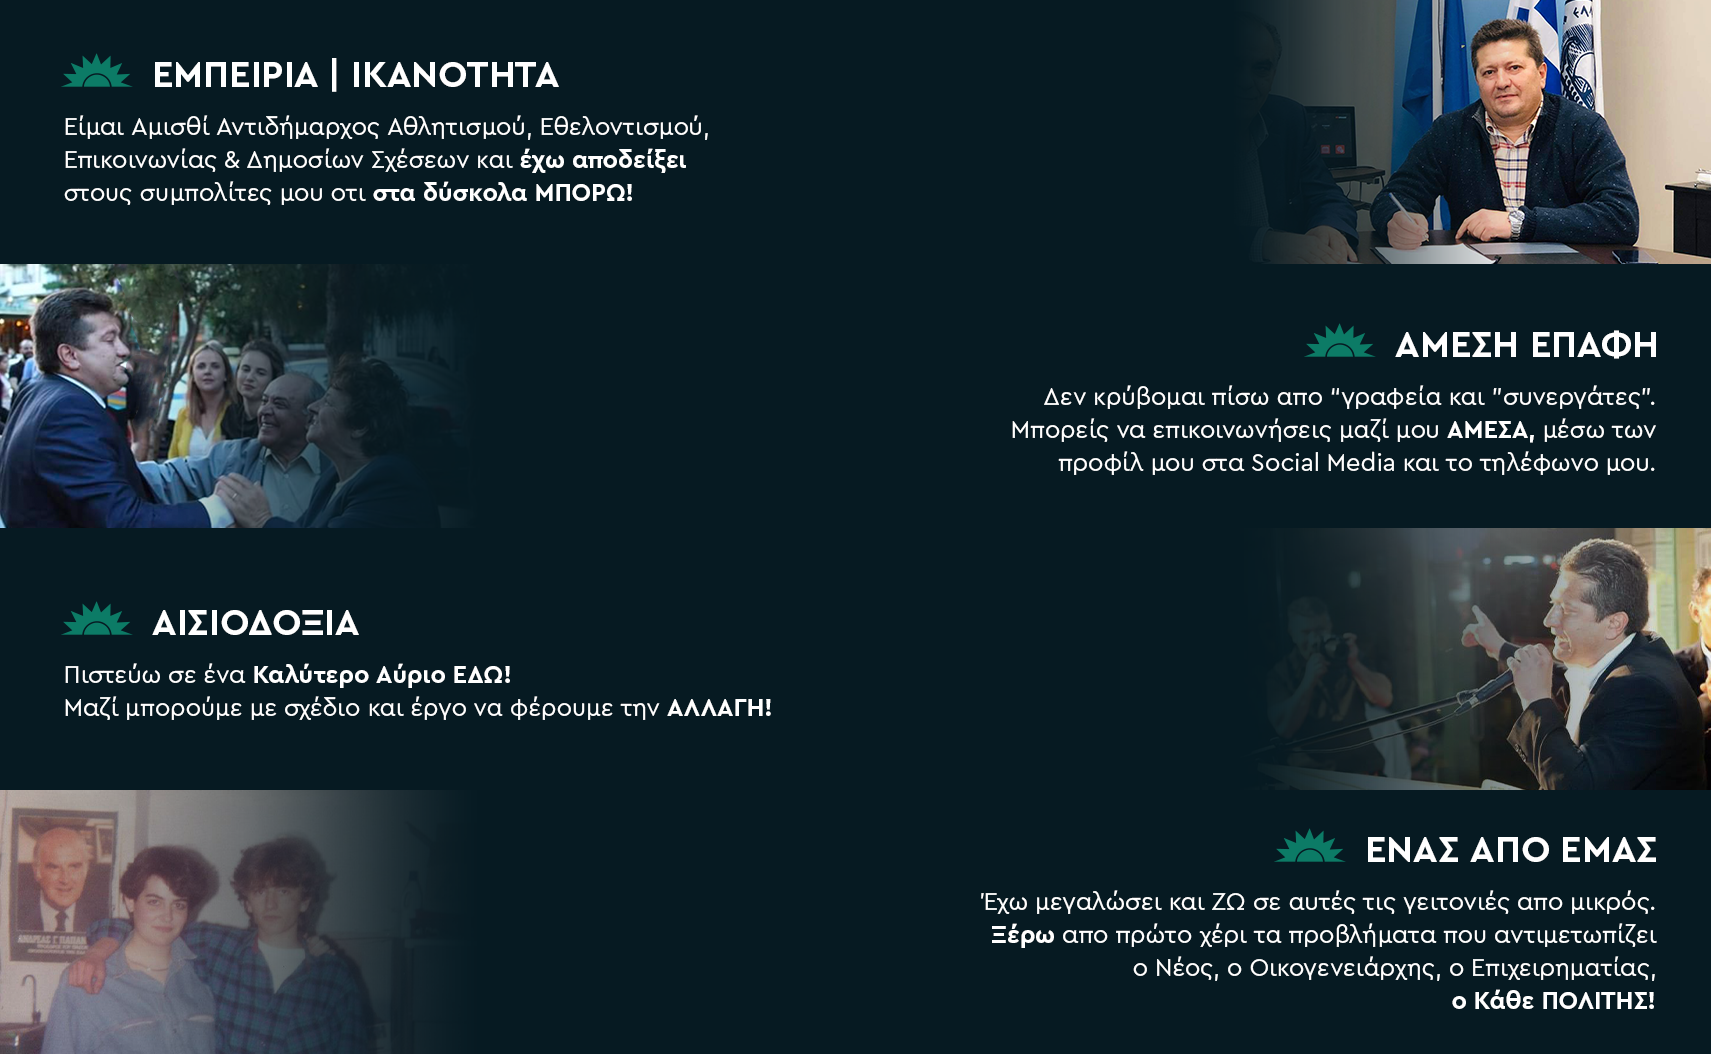 ΕΜΠΕΙΡΙΑ | ΙΚΑΝΟΤΗΤΑ
Είμαι Αμισθί Αντιδήμαρχος Αθλητισμού, Εθελοντισμού,
Επικοινωνίας & Δημοσίων Σχέσεων και έχω αποδείξει
στους συμπολίτες μου οτι στα δύσκολα ΜΠΟΡΩ!
ΑΜΕΣΗ ΕΠΑΦΗ
Δεν κρύβομαι πίσω απο “γραφεία και ”συνεργάτες”.
Μπορείς να επικοινωνήσεις μαζί μου ΑΜΕΣΑ, μέσω των
προφίλ μου στα Social Media και το τηλέφωνο μου.
ΑΙΣΙΟΔΟΞΙΑ
Πιστεύω σε ένα Καλύτερο Αύριο ΕΔΩ!
Μαζί μπορούμε με σχέδιο και έργο να φέρουμε την ΑΛΛΑΓΗ!
ΕΝΑΣ ΑΠΟ ΕΜΑΣ
Έχω μεγαλώσει και ΖΩ σε αυτές τις γειτονιές απο μικρός.
Ξέρω απο πρώτο χέρι τα προβλήματα που αντιμετωπίζει
ο Νέος, ο Οικογενειάρχης, ο Επιχειρηματίας,
ο Κάθε ΠΟΛΙΤΗΣ!
ΑΝΔΡΕΑΣ Γ. ΠΑΠΑΝ